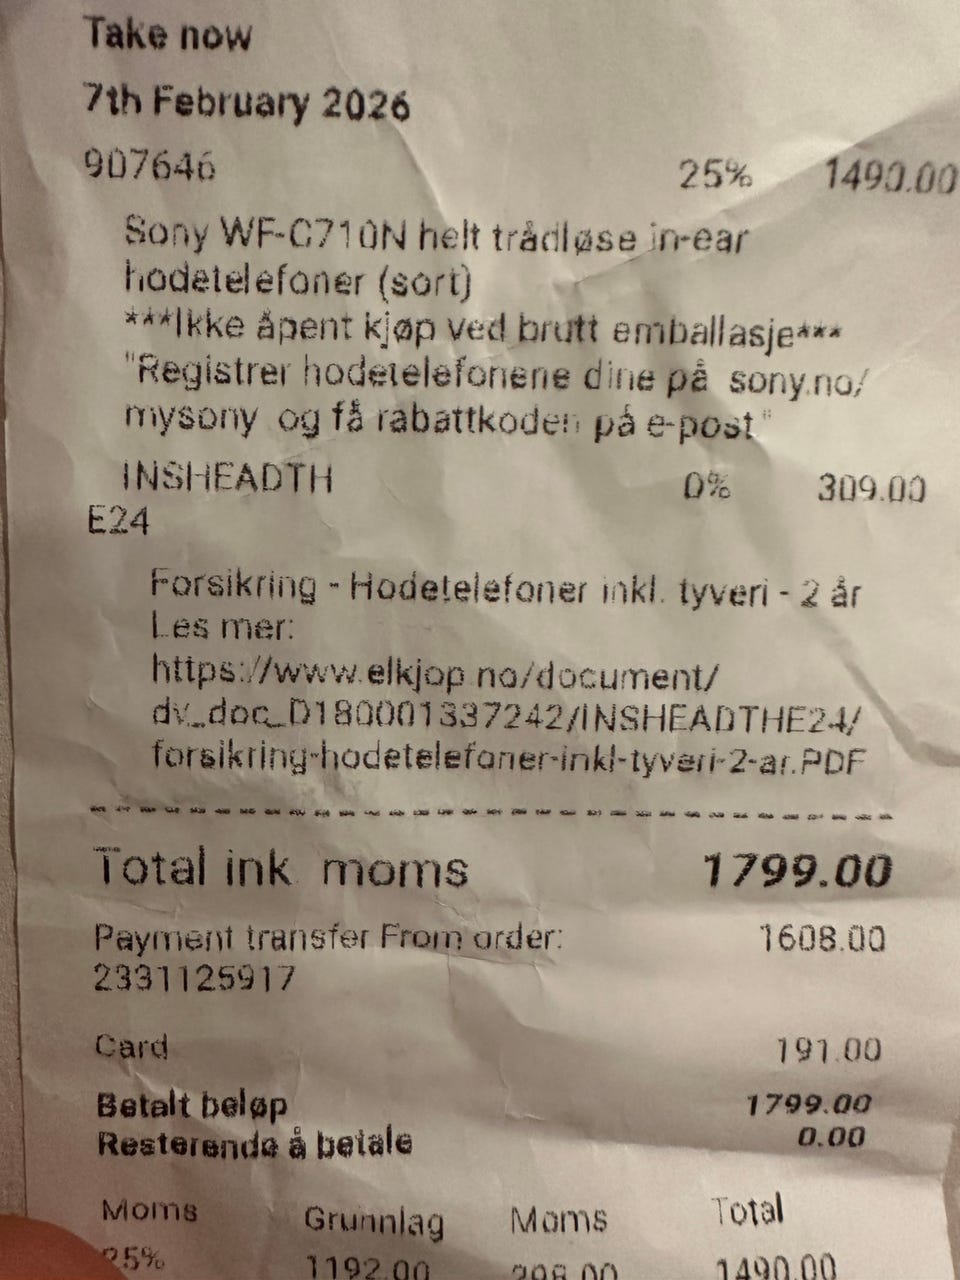 Take now
7th February 2026
907646 25% 1490.00
Sony WF-C710N helt trådløse in-ear
hodetelefoner (sort)
***Ikke åpent kjøp ved brutt emballasje***
"Registrer hodetelefonene dine på sony.no/
mysony og få rabattkoden på e-post"
INSHEADTH 0% 309.00
E24
Forsikring - Hodetelefoner inkl. tyveri - 2 år
Les mer:
https://www.elkjop.no/document/
dv_doc_D180001337242/INSHEADTHE24/
forsikring-hodetelefoner-inkl-tyveri-2-ar.PDF
Total ink moms 1799.00
Payment transfer From order: 1608.00
2331125917
Card 191.00
Betalt beløp 1799.00
Resterende å betale 0.00
Moms Grunnlag Moms Total
25% 1192.00 298.00 1490.00